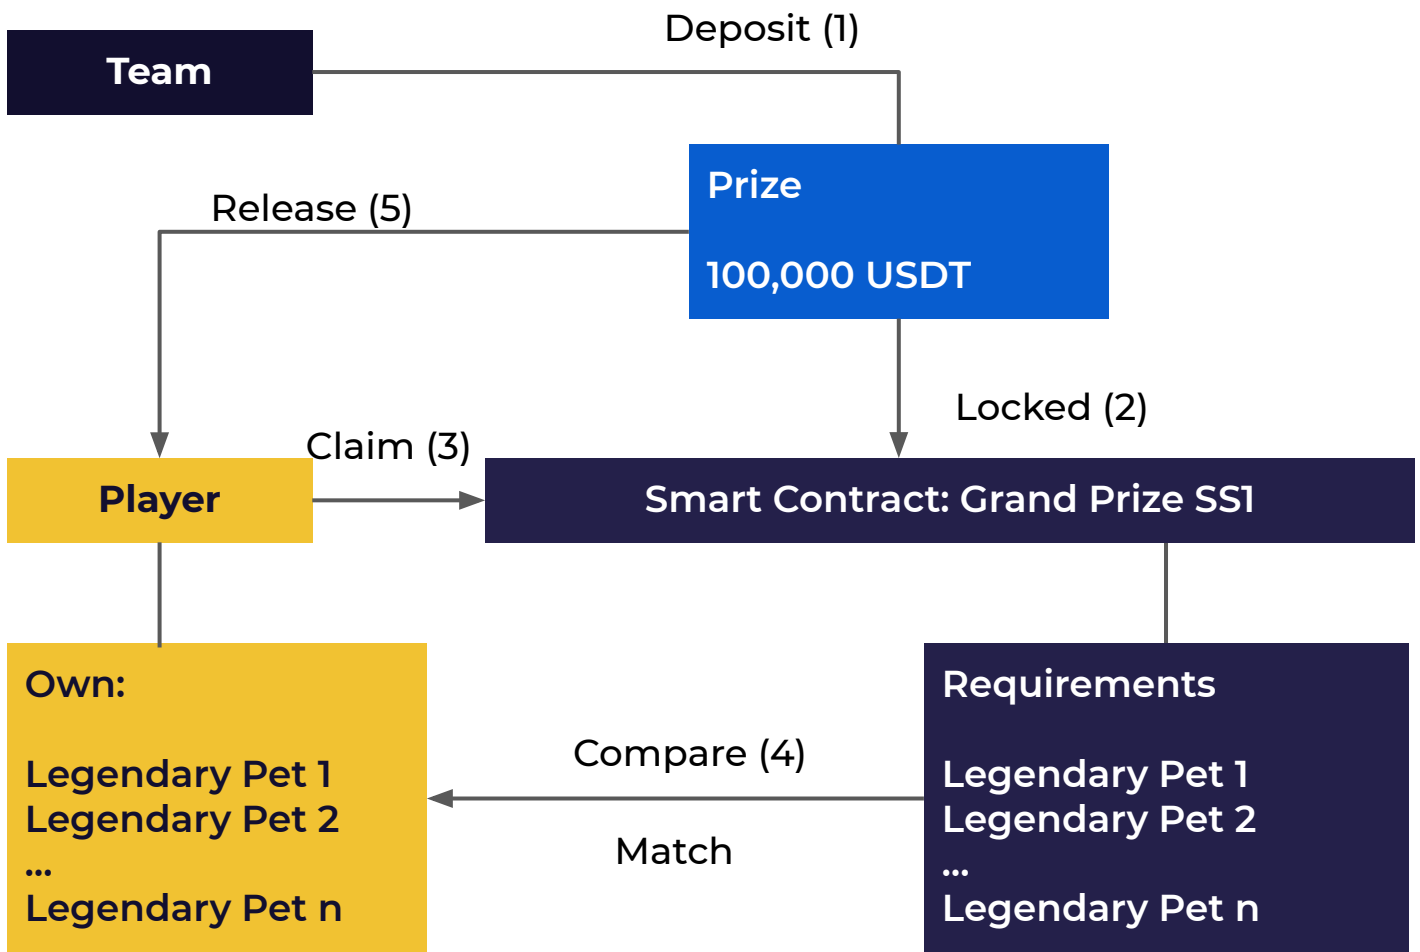 Deposit (1)
Team
Prize
100,000 USDT
Release (5)
Locked (2)
Claim (3)
Player
Smart Contract: Grand Prize SS1
Own:
Legendary Pet 1
Legendary Pet 2
...
Legendary Pet n
Compare (4)
Match
Requirements
Legendary Pet 1
Legendary Pet 2
...
Legendary Pet n